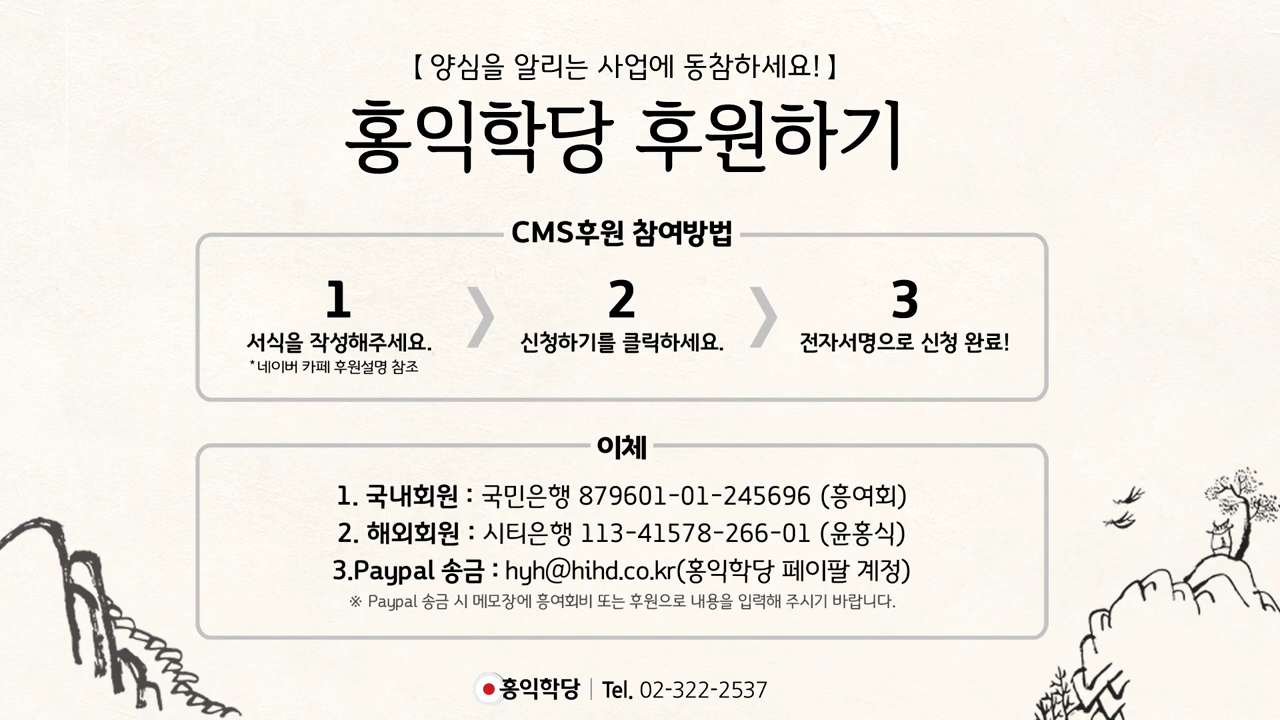 【 양심을 알리는 사업에 동참하세요! 】
홍익학당 후원하기
CMS후원 참여방법
1
서식을 작성해주세요.
*네이버 카페 후원설명 참조
2
신청하기를 클릭하세요.
3
전자서명으로 신청 완료!
이체
1. 국내회원 : 국민은행 879601-01-245696 (흥여회)
2. 해외회원 : 시티은행 113-41578-266-01 (윤홍식)
3.Paypal 송금 : hyh@hihd.co.kr(홍익학당 페이팔 계정)
※ Paypal 송금 시 메모장에 흥여회비 또는 후원으로 내용을 입력해 주시기 바랍니다.
홍익학당 | Tel. 02-322-2537